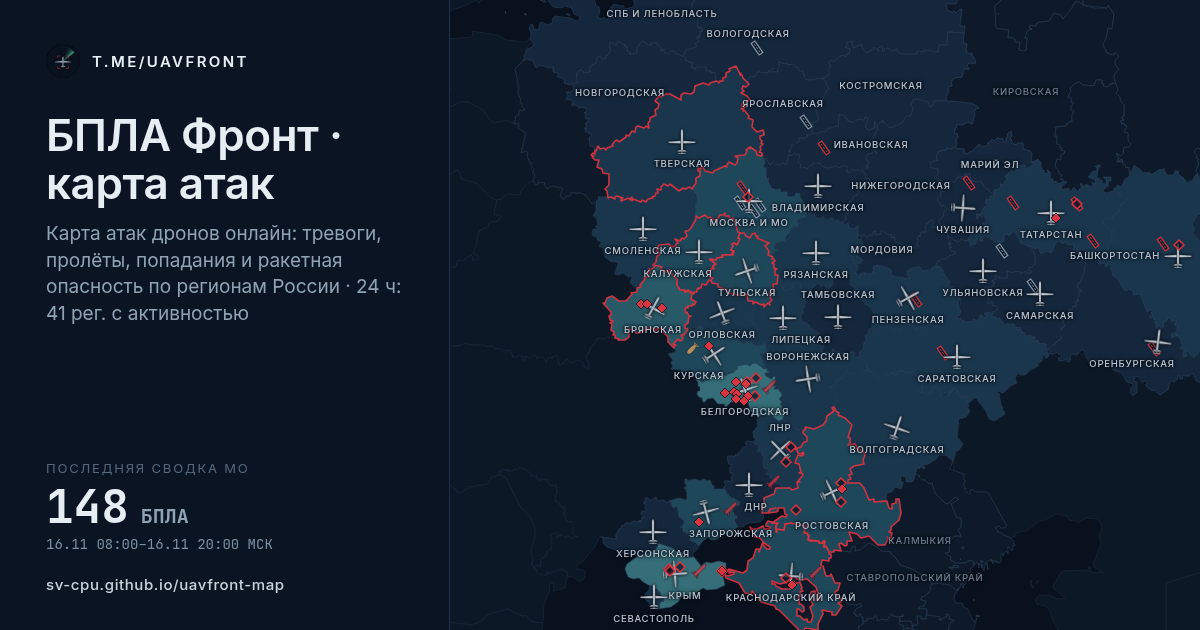 T.ME/UAVFRONT
БПЛА Фронт ·
карта атак
Карта атак дронов онлайн: тревоги,
пролёты, попадания и ракетная
опасность по регионам России · 24 ч:
41 рег. с активностью
ПОСЛЕДНЯЯ СВОДКА МО
148 БПЛА
16.11 08:00–16.11 20:00 МСК
sv-cpu.github.io/uavfront-map
СПБ И ЛЕНОБЛАСТЬ
ВОЛОГОДСКАЯ
НОВГОРОДСКАЯ
КОСТРОМСКАЯ
КИРОВСКАЯ
ЯРОСЛАВСКАЯ
ИВАНОВСКАЯ
ТВЕРСКАЯ
МАРИЙ ЭЛ
НИЖЕГОРОДСКАЯ
ВЛАДИМИРСКАЯ
МОСКВА И МО
ЧУВАШИЯ
ТАТАРСТАН
СМОЛЕНСКАЯ
МОРДОВИЯ
БАШКОРТОСТАН
КАЛУЖСКАЯ
РЯЗАНСКАЯ
ТУЛЬСКАЯ
ТАМБОВСКАЯ
УЛЬЯНОВСКАЯ
САМАРСКАЯ
ПЕНЗЕНСКАЯ
БРЯНСКАЯ
ОРЛОВСКАЯ
ЛИПЕЦКАЯ
ВОРОНЕЖСКАЯ
ОРЕНБУРГСКАЯ
КУРСКАЯ
САРАТОВСКАЯ
БЕЛГОРОДСКАЯ
ЛНР
ВОЛГОГРАДСКАЯ
ДНР
РОСТОВСКАЯ
ЗАПОРОЖСКАЯ
КАЛМЫКИЯ
ХЕРСОНСКАЯ
СТАВРОПОЛЬСКИЙ КРАЙ
КРЫМ
КРАСНОДАРСКИЙ КРАЙ
СЕВАСТОПОЛЬ